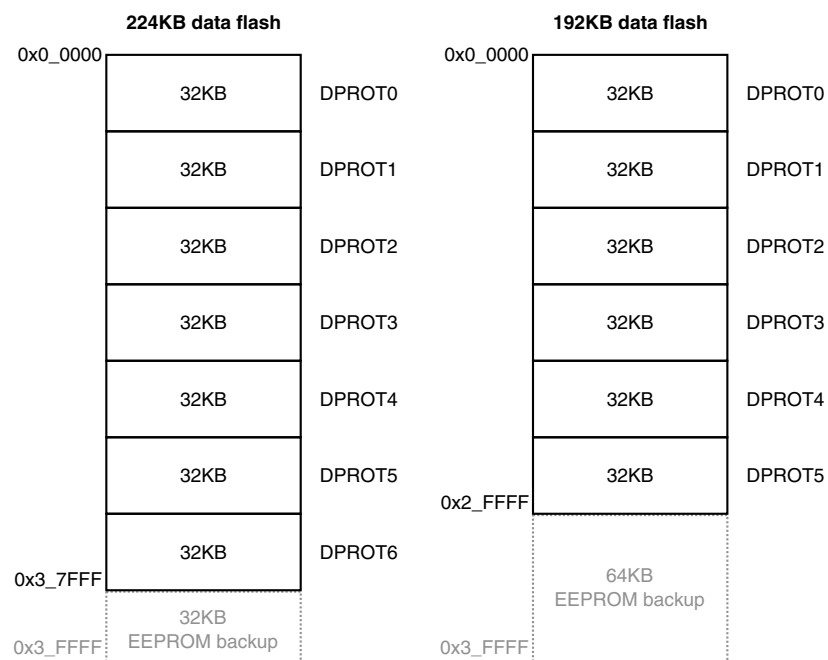 224KB data flash
0x0_0000
32KB DPROT0
32KB DPROT1
32KB DPROT2
32KB DPROT3
32KB DPROT4
32KB DPROT5
32KB DPROT6
0x3_7FFF
32KB
EEPROM backup
0x3_FFFF
192KB data flash
0x0_0000
32KB DPROT0
32KB DPROT1
32KB DPROT2
32KB DPROT3
32KB DPROT4
32KB DPROT5
0x2_FFFF
64KB
EEPROM backup
0x3_FFFF